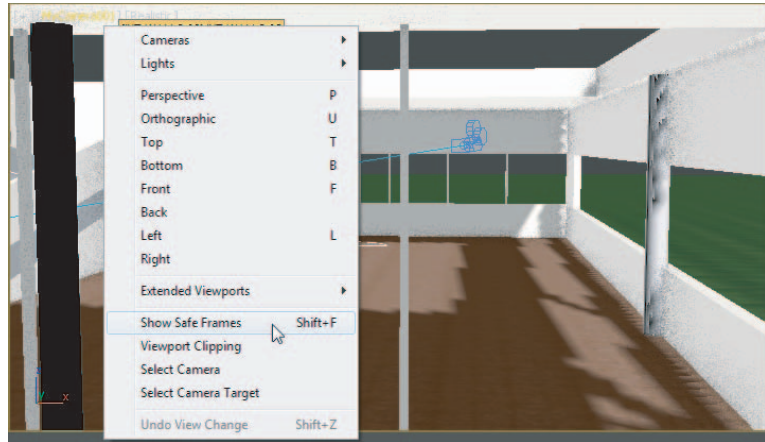 [ Realistic ]
Cameras
Lights
Perspective P
Orthographic U
Top T
Bottom B
Front F
Back
Left L
Right
Extended Viewports
Show Safe Frames Shift+F
Viewport Clipping
Select Camera
Select Camera Target
Undo View Change Shift+Z
x